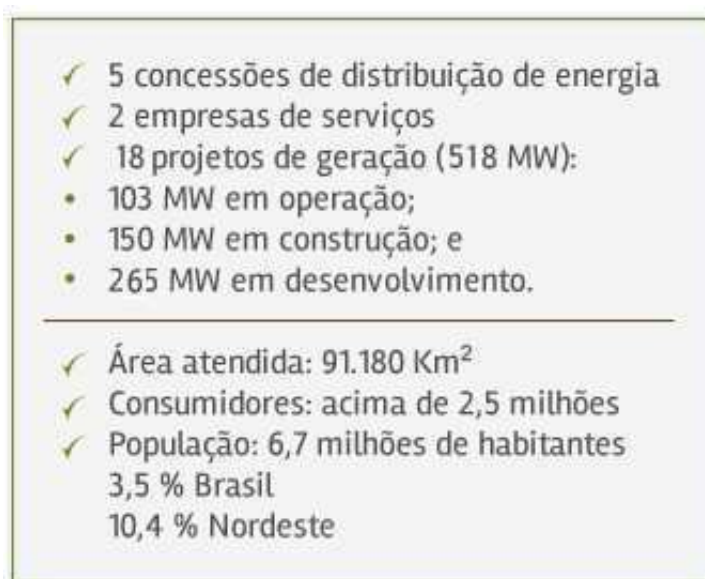 ✓ 5 concessões de distribuição de energia
✓ 2 empresas de serviços
✓ 18 projetos de geração (518 MW):
• 103 MW em operação;
• 150 MW em construção; e
• 265 MW em desenvolvimento.
✓ Área atendida: 91.180 Km²
✓ Consumidores: acima de 2,5 milhões
✓ População: 6,7 milhões de habitantes
3,5 % Brasil
10,4 % Nordeste